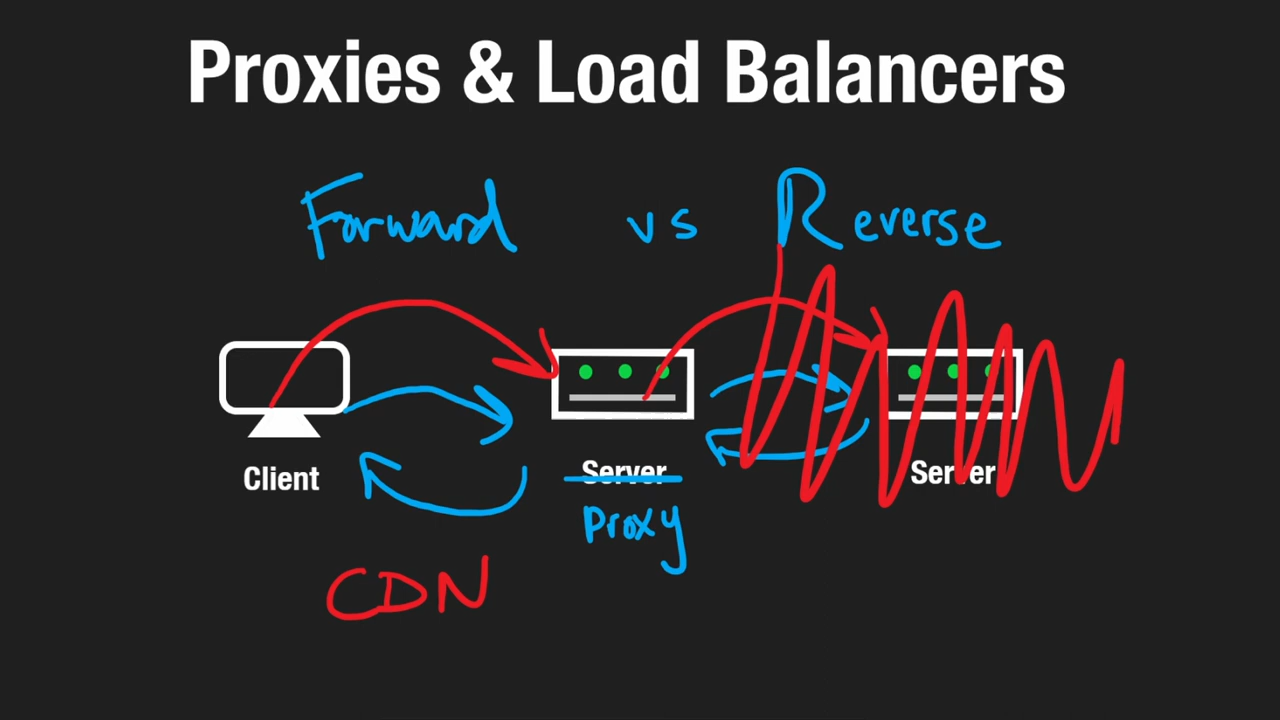 Proxies & Load Balancers
Forward vs Reverse
Client
Server
Server
Proxy
CDN